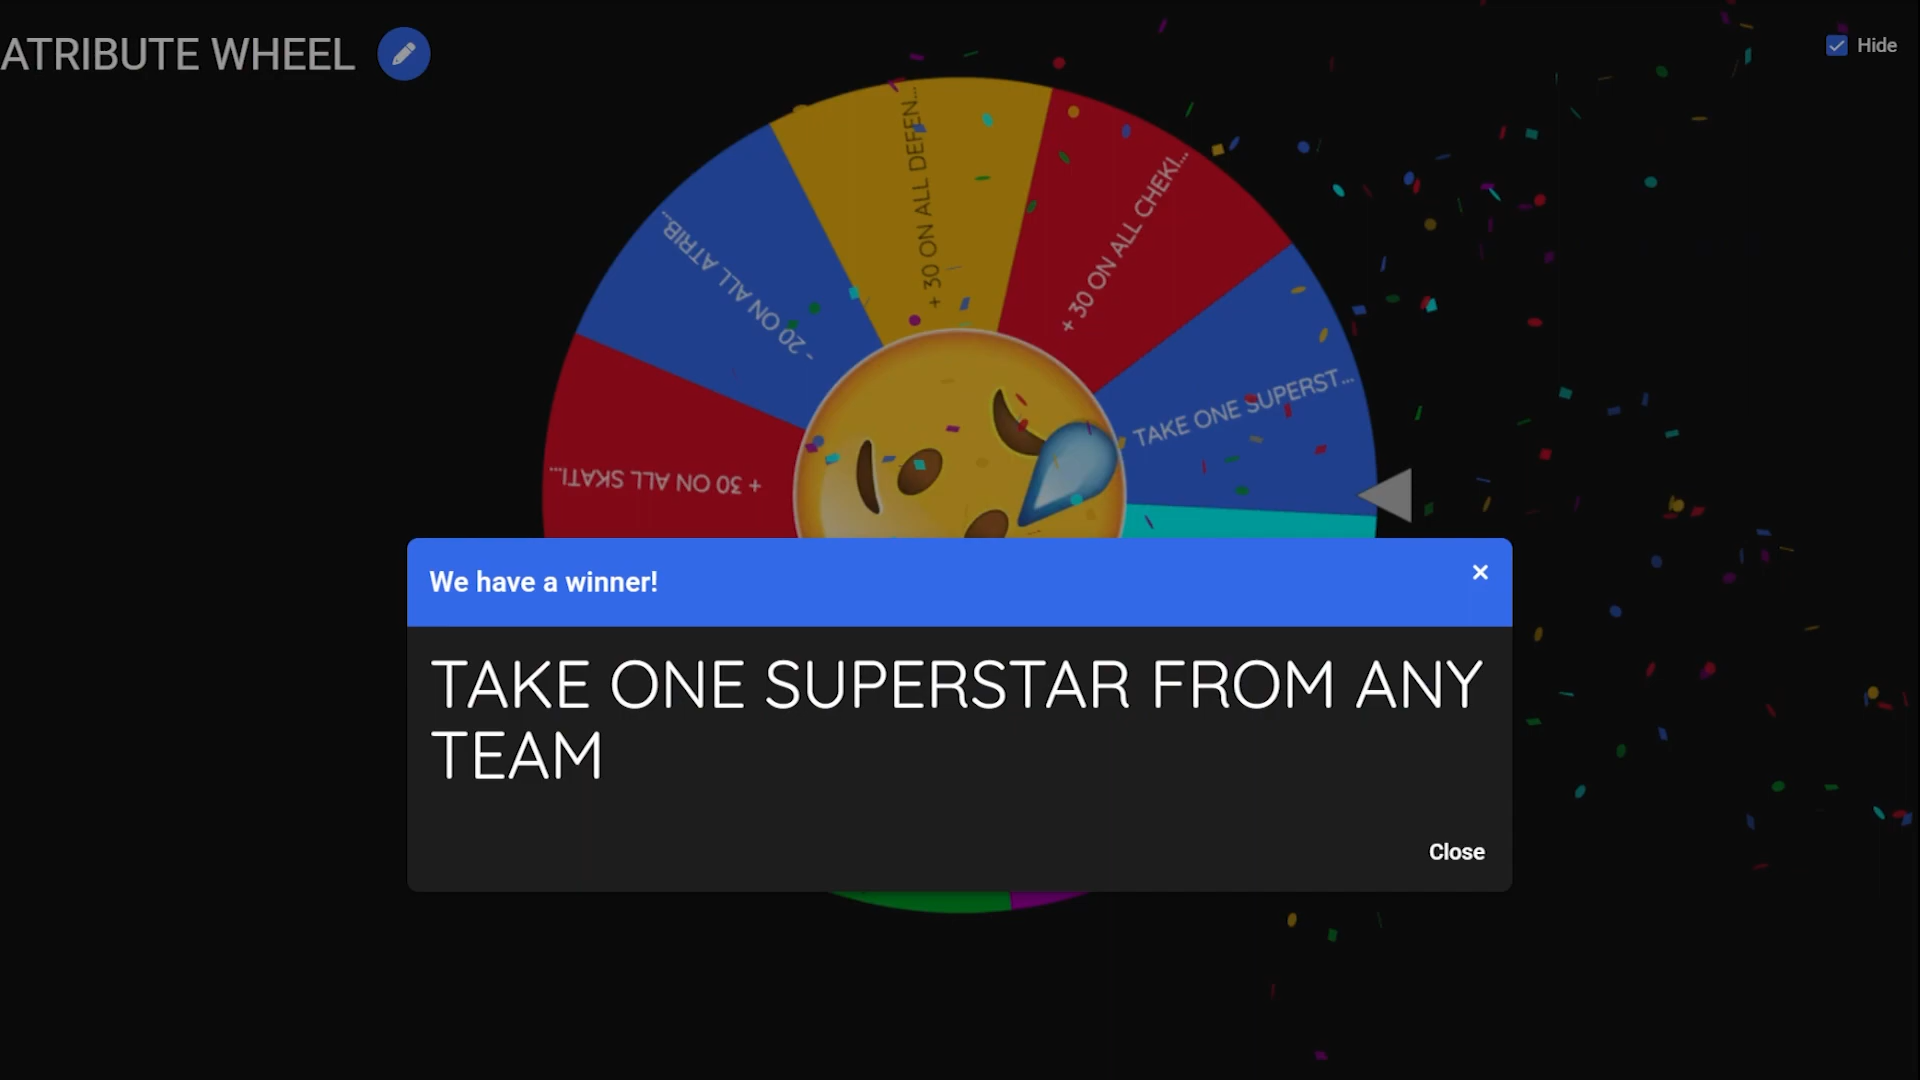 ATRIBUTE WHEEL
Hide
+ 30 ON ALL DEFEN...
+ 30 ON ALL CHEKI...
- 20 ON ALL ATRIB...
TAKE ONE SUPERST...
+ 30 ON ALL SKATI...
We have a winner!
TAKE ONE SUPERSTAR FROM ANY
TEAM
Close